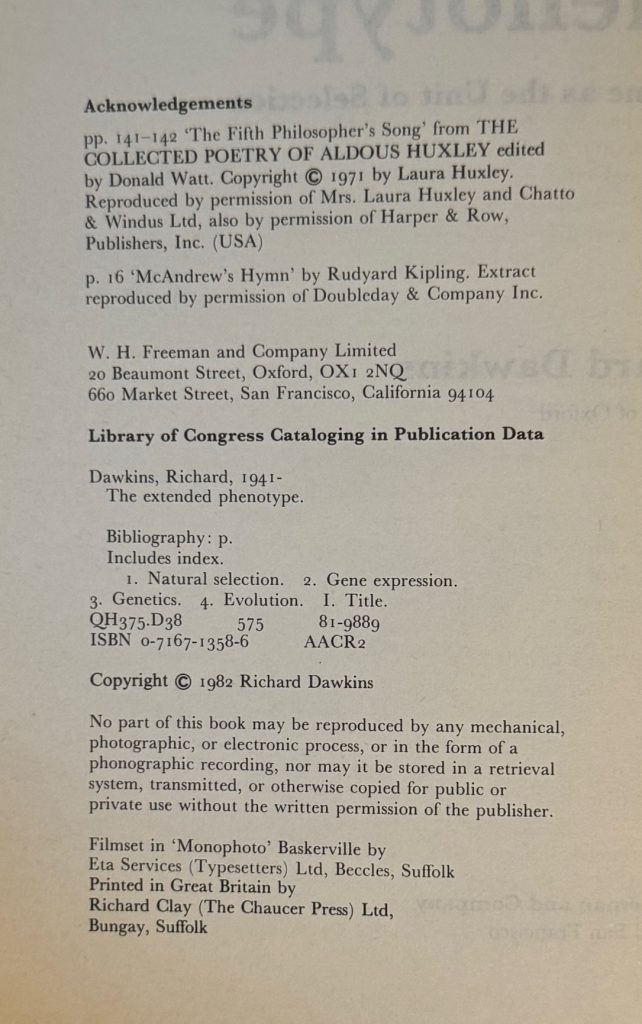 Acknowledgements
pp. 141–142 ‘The Fifth Philosopher’s Song’ from THE
COLLECTED POETRY OF ALDOUS HUXLEY edited
by Donald Watt. Copyright © 1971 by Laura Huxley.
Reproduced by permission of Mrs. Laura Huxley and Chatto
& Windus Ltd, also by permission of Harper & Row,
Publishers, Inc. (USA)
p. 16 ‘McAndrew’s Hymn’ by Rudyard Kipling. Extract
reproduced by permission of Doubleday & Company Inc.
W. H. Freeman and Company Limited
20 Beaumont Street, Oxford, OX1 2NQ
660 Market Street, San Francisco, California 94104
Library of Congress Cataloging in Publication Data
Dawkins, Richard, 1941-
The extended phenotype.
Bibliography: p.
Includes index.
1. Natural selection. 2. Gene expression.
3. Genetics. 4. Evolution. I. Title.
QH375.D38 575 81-9889
ISBN 0-7167-1358-6 AACR2
Copyright © 1982 Richard Dawkins
No part of this book may be reproduced by any mechanical,
photographic, or electronic process, or in the form of a
phonographic recording, nor may it be stored in a retrieval
system, transmitted, or otherwise copied for public or
private use without the written permission of the publisher.
Filmset in ‘Monophoto’ Baskerville by
Eta Services (Typesetters) Ltd, Beccles, Suffolk
Printed in Great Britain by
Richard Clay (The Chaucer Press) Ltd,
Bungay, Suffolk